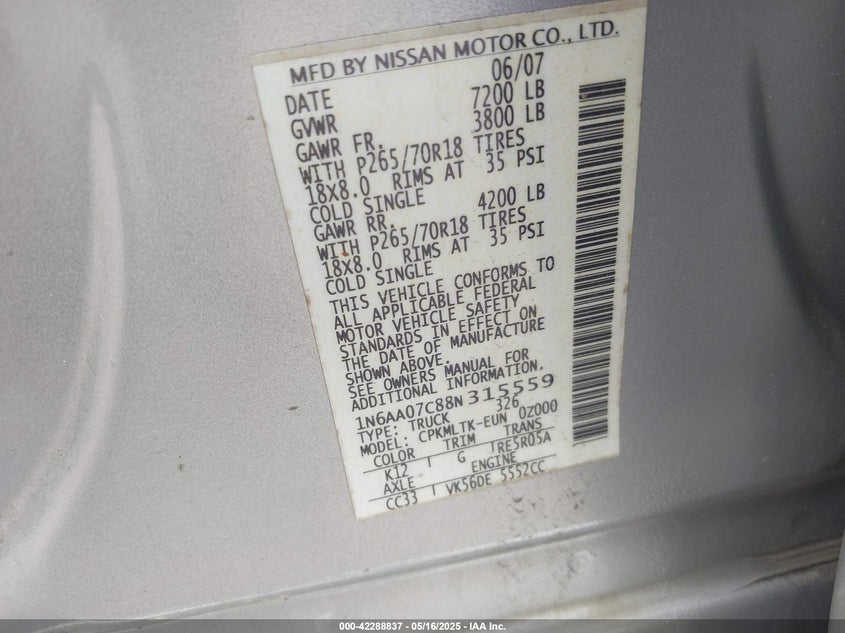 MFD BY NISSAN MOTOR CO., LTD.
DATE 06/07
GVWR 7200 LB
GAWR FR. 3800 LB
WITH P265/70R18 TIRES
18X8.0 RIMS AT 35 PSI
COLD SINGLE
GAWR RR. 4200 LB
WITH P265/70R18 TIRES
18X8.0 RIMS AT 35 PSI
COLD SINGLE
THIS VEHICLE CONFORMS TO
ALL APPLICABLE FEDERAL
MOTOR VEHICLE SAFETY
STANDARDS IN EFFECT ON
THE DATE OF MANUFACTURE
SHOWN ABOVE.
SEE OWNERS MANUAL FOR
ADDITIONAL INFORMATION.
1N6AA07C88N315559
TYPE: TRUCK 326
MODEL: CPKMLTK-EUN 0Z000
COLOR TRIM TRANS
K12 G RE5R05A
AXLE ENGINE
CC33 VK56DE 5552CC
000-42288837 - 05/16/2025 - IAA Inc.